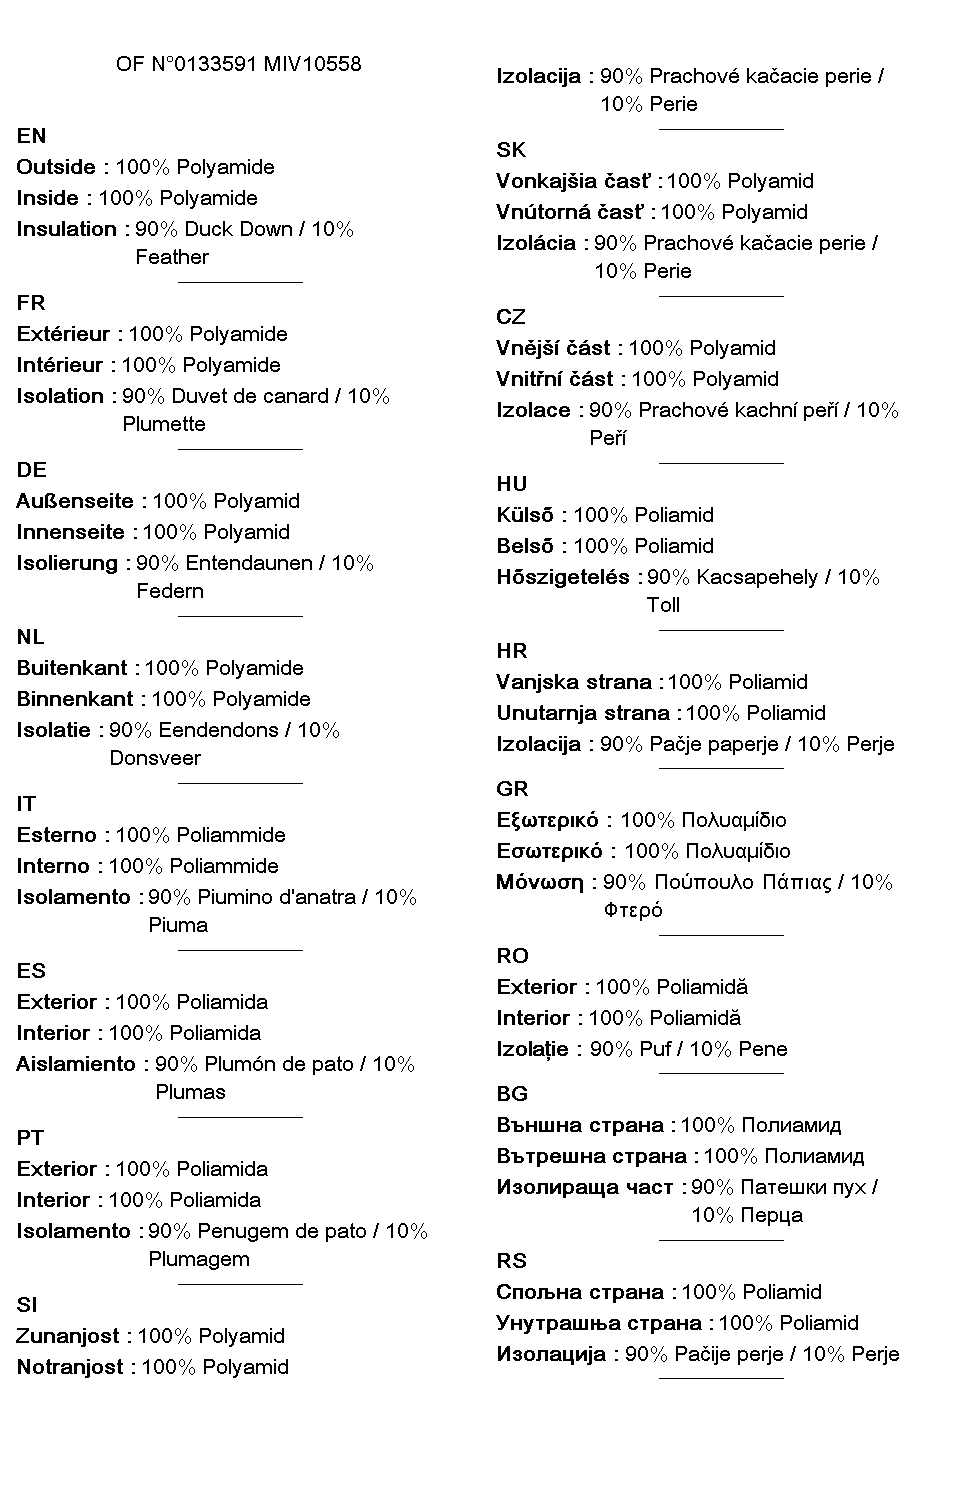 OF N°0133591 MIV10558
EN
Outside : 100% Polyamide
Inside : 100% Polyamide
Insulation : 90% Duck Down / 10%
Feather
FR
Extérieur : 100% Polyamide
Intérieur : 100% Polyamide
Isolation : 90% Duvet de canard / 10%
Plumette
DE
Außenseite : 100% Polyamid
Innenseite : 100% Polyamid
Isolierung : 90% Entendaunen / 10%
Federn
NL
Buitenkant : 100% Polyamide
Binnenkant : 100% Polyamide
Isolatie : 90% Eendendons / 10%
Donsveer
IT
Esterno : 100% Poliammide
Interno : 100% Poliammide
Isolamento : 90% Piumino d'anatra / 10%
Piuma
ES
Exterior : 100% Poliamida
Interior : 100% Poliamida
Aislamiento : 90% Plumón de pato / 10%
Plumas
PT
Exterior : 100% Poliamida
Interior : 100% Poliamida
Isolamento : 90% Penugem de pato / 10%
Plumagem
SI
Zunanjost : 100% Polyamid
Notranjost : 100% Polyamid
Izolacija : 90% Prachové kačacie perie /
10% Perie
SK
Vonkajšia časť : 100% Polyamid
Vnútorná časť : 100% Polyamid
Izolácia : 90% Prachové kačacie perie /
10% Perie
CZ
Vnější část : 100% Polyamid
Vnitřní část : 100% Polyamid
Izolace : 90% Prachové kachní peří / 10%
Peří
HU
Külső : 100% Poliamid
Belső : 100% Poliamid
Hőszigetelés : 90% Kacsapehely / 10%
Toll
HR
Vanjska strana : 100% Poliamid
Unutarnja strana : 100% Poliamid
Izolacija : 90% Pačje paperje / 10% Perje
GR
Εξωτερικό : 100% Πολυαμίδιο
Εσωτερικό : 100% Πολυαμίδιο
Μόνωση : 90% Πούπουλο Πάπιας / 10%
Φτερό
RO
Exterior : 100% Poliamidă
Interior : 100% Poliamidă
Izolație : 90% Puf / 10% Pene
BG
Външна страна : 100% Полиамид
Вътрешна страна : 100% Полиамид
Изолираща част : 90% Патешки пух /
10% Перца
RS
Спољна страна : 100% Poliamid
Унутрашња страна : 100% Poliamid
Изолација : 90% Pačije perje / 10% Perje